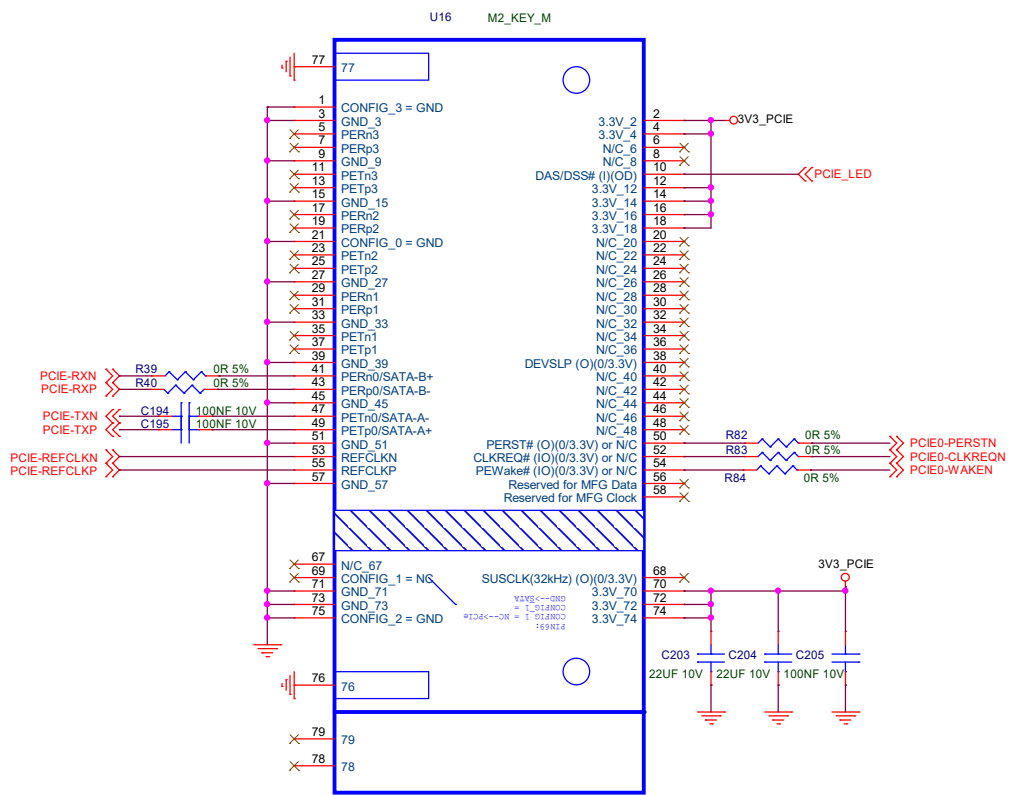 U16 M2_KEY_M
77 77
1 CONFIG_3 = GND
3 GND_3
5 PERn3
7 PERp3
9 GND_9
11 PETn3
13 PETp3
15 GND_15
17 PERn2
19 PERp2
21 CONFIG_0 = GND
23 PETn2
25 PETp2
27 GND_27
29 PERn1
31 PERp1
33 GND_33
35 PETn1
37 PETp1
39 GND_39
PCIE-RXN R39 0R 5% 41 PERn0/SATA-B+
PCIE-RXP R40 0R 5% 43 PERp0/SATA-B-
45 GND_45
PCIE-TXN C194 100NF 10V 47 PETn0/SATA-A-
PCIE-TXP C195 100NF 10V 49 PETp0/SATA-A+
51 GND_51
PCIE-REFCLKN 53 REFCLKN
PCIE-REFCLKP 55 REFCLKP
57 GND_57
3.3V_2 2 3V3_PCIE
3.3V_4 4
N/C_6 6
N/C_8 8
DAS/DSS# (I)(OD) 10 PCIE_LED
3.3V_12 12
3.3V_14 14
3.3V_16 16
3.3V_18 18
N/C_20 20
N/C_22 22
N/C_24 24
N/C_26 26
N/C_28 28
N/C_30 30
N/C_32 32
N/C_34 34
N/C_36 36
DEVSLP (O)(0/3.3V) 38
N/C_40 40
N/C_42 42
N/C_44 44
N/C_46 46
N/C_48 48
PERST# (O)(0/3.3V) or N/C 50 R82 0R 5% PCIE0-PERSTN
CLKREQ# (IO)(0/3.3V) or N/C 52 R83 0R 5% PCIE0-CLKREQN
PEWake# (IO)(0/3.3V) or N/C 54 R84 0R 5% PCIE0-WAKEN
Reserved for MFG Data 56
Reserved for MFG Clock 58
67 N/C_67
69 CONFIG_1 = NC
71 GND_71
73 GND_73
75 CONFIG_2 = GND
SUSCLK(32kHz) (O)(0/3.3V) 68
3.3V_70 70 3V3_PCIE
3.3V_72 72
3.3V_74 74
PIN69:
CONFIG_1 = NC-->PCIe
CONFIG_1 =
GND-->SATA
C203 C204 C205
22UF 10V 22UF 10V 100NF 10V
76 76
79 79
78 78